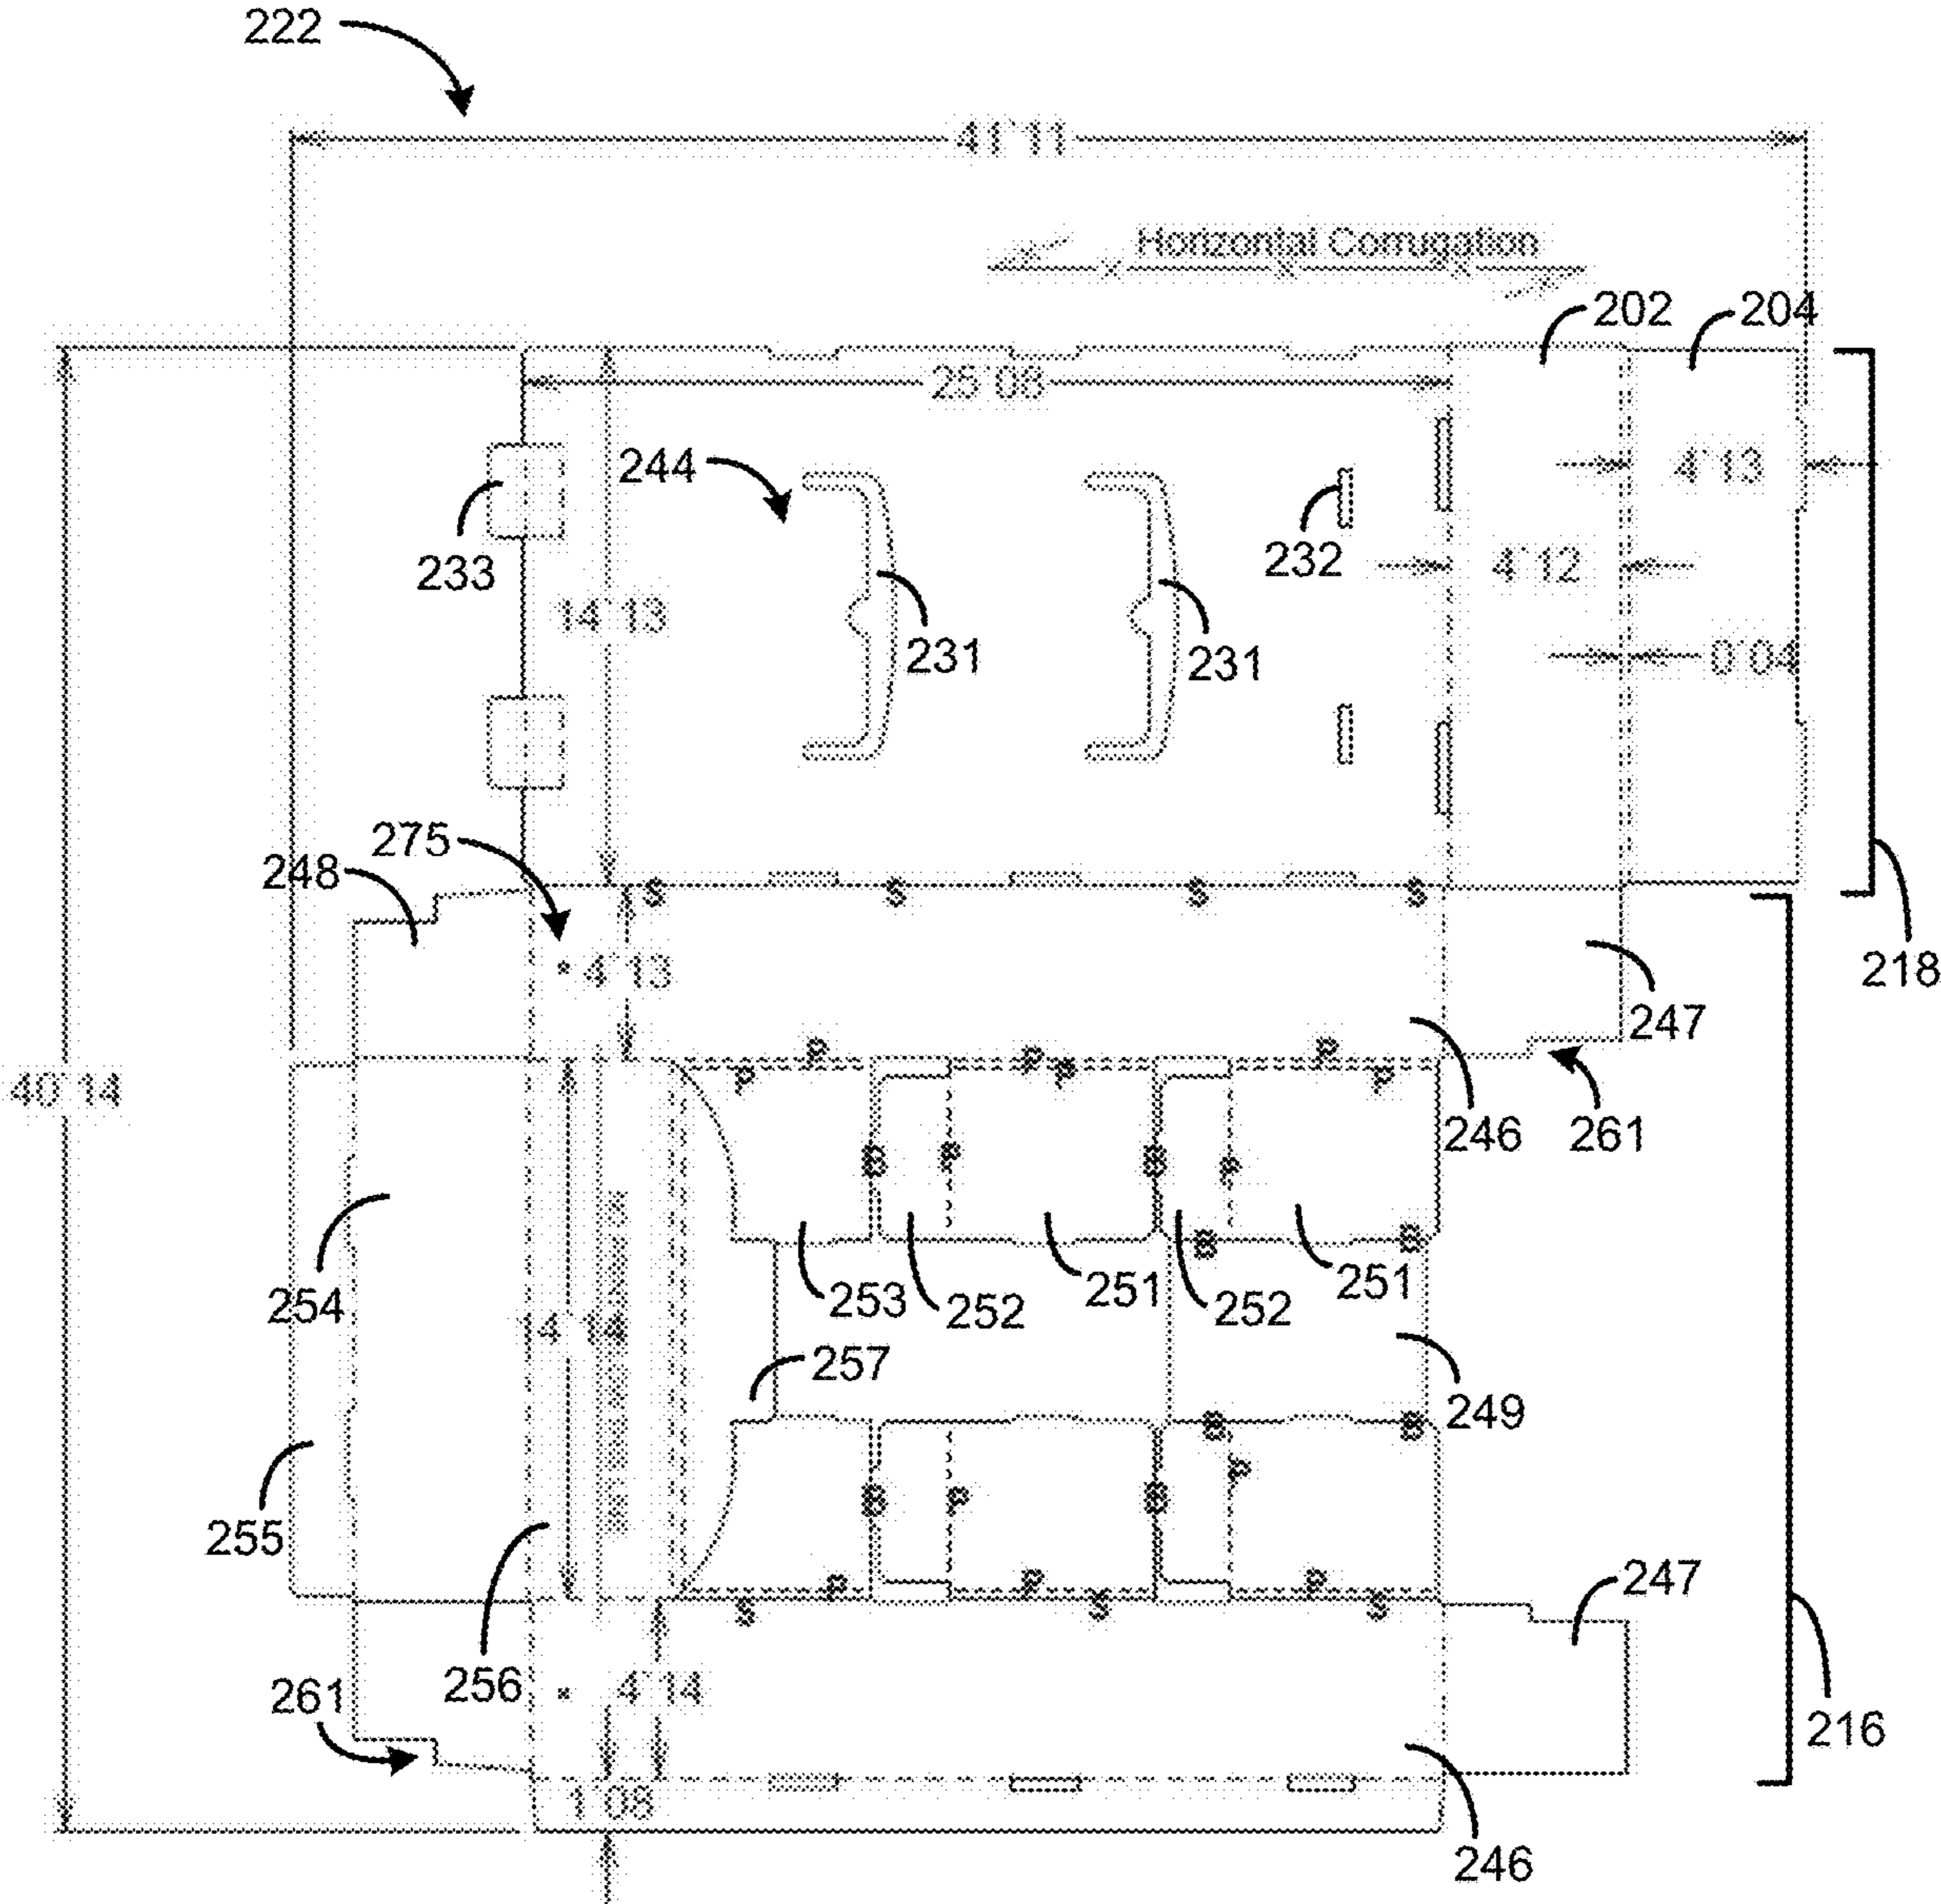 222
41"11
Horizontal Corrugation
202 204
25"08
244 4"13
233 232 4"12
14"13
231 231 0"04
275
248 S S S S
4"13 247 218
P P P
40"14 P P P 246 261
B P B P
B B
254 253 252 251 252 251
14"14
257
249
B B
255 B P B P P
P P P 247
S S S
256
261 4"14 216
1"08
246